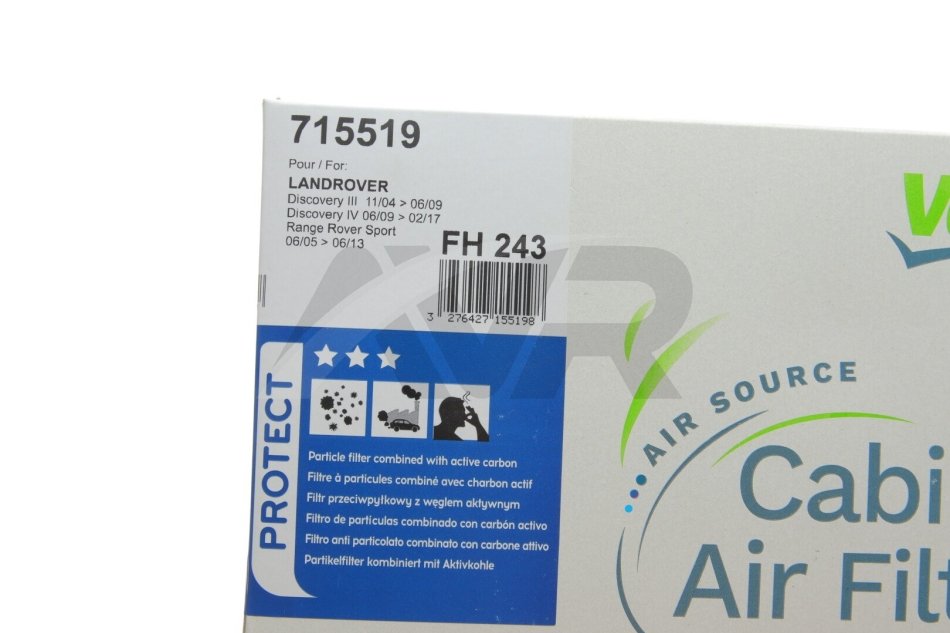 715519
Pour / For:
LANDROVER
Discovery III 11/04 > 06/09
Discovery IV 06/09 > 02/17
Range Rover Sport
06/05 > 06/13
FH 243
3 276427 155198
AVR
PROTECT
Particle filter combined with active carbon
Filtre à particules combiné avec charbon actif
Filtr przeciwpyłkowy z węglem aktywnym
Filtro de partículas combinado con carbón activo
Filtro anti particolato combinato con carbone attivo
Partikelfilter kombiniert mit Aktivkohle
AIR SOURCE
Cabi
Air Filt